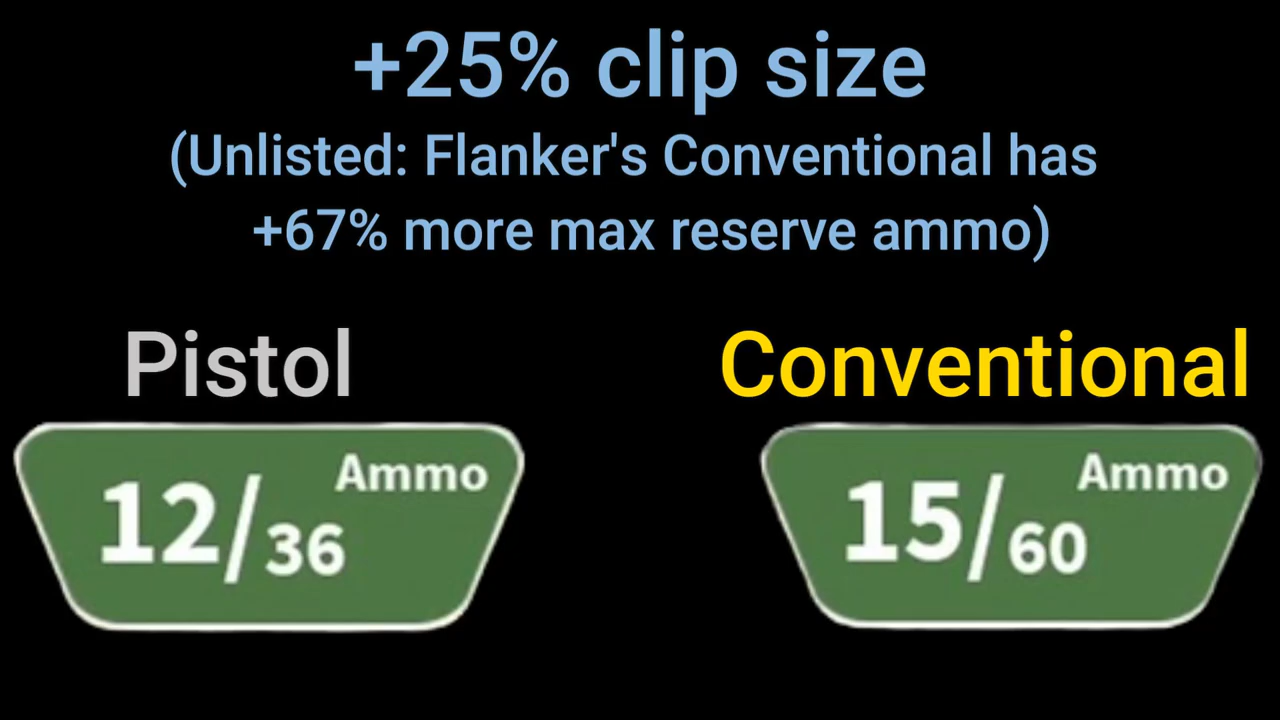 +25% clip size
(Unlisted: Flanker's Conventional has
+67% more max reserve ammo)
Pistol
Conventional
12/36 Ammo
15/60 Ammo